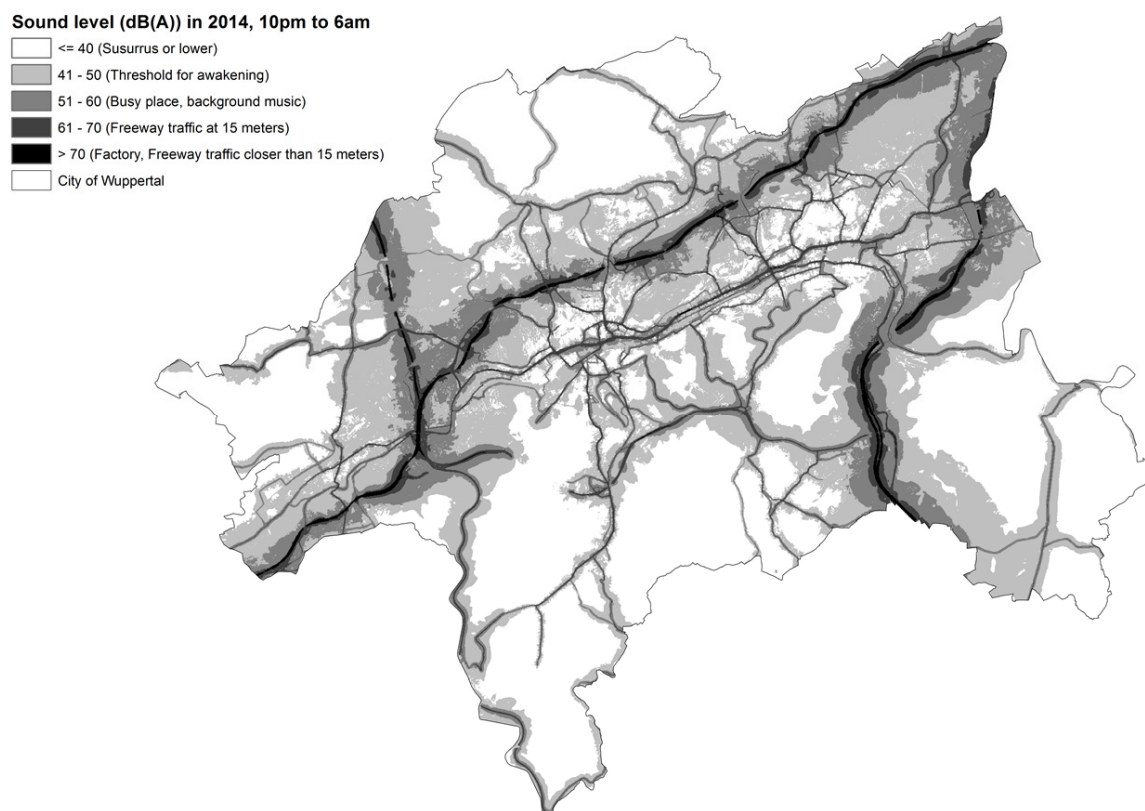 Sound level (dB(A)) in 2014, 10pm to 6am
<= 40 (Susurrus or lower)
41 - 50 (Threshold for awakening)
51 - 60 (Busy place, background music)
61 - 70 (Freeway traffic at 15 meters)
> 70 (Factory, Freeway traffic closer than 15 meters)
City of Wuppertal